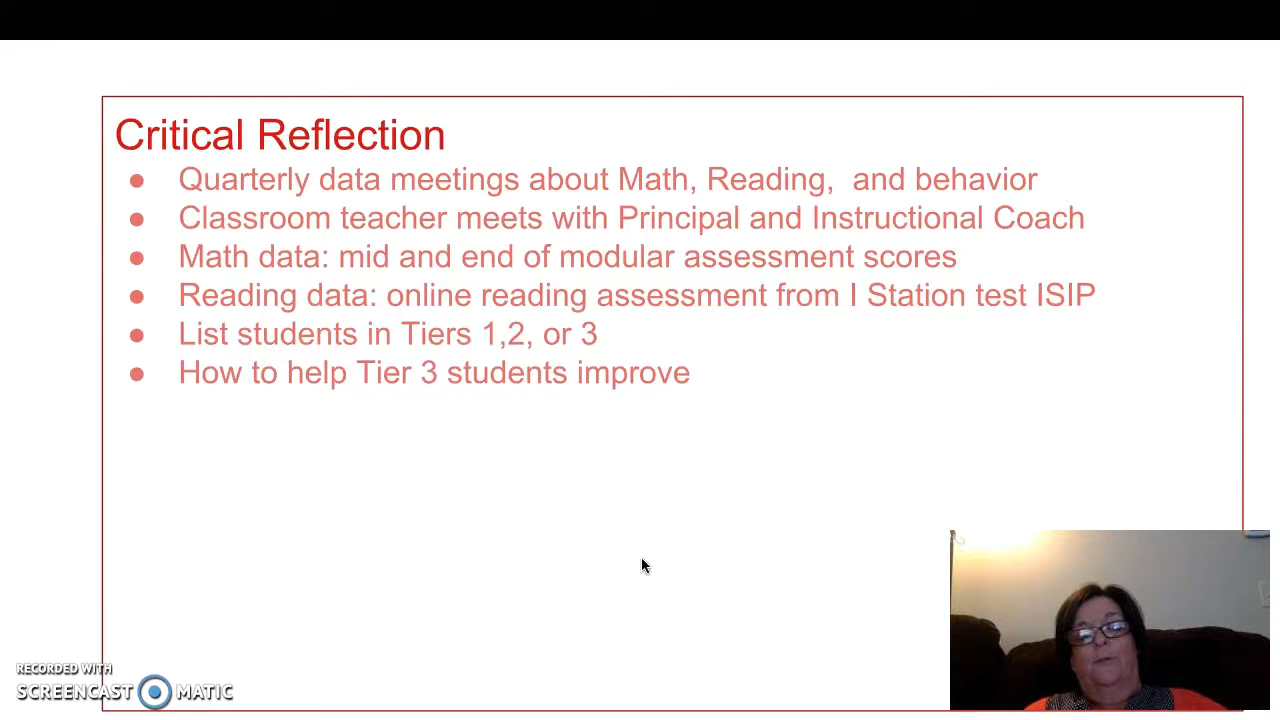 Critical Reflection
● Quarterly data meetings about Math, Reading,  and behavior
● Classroom teacher meets with Principal and Instructional Coach
● Math data: mid and end of modular assessment scores
● Reading data: online reading assessment from I Station test ISIP
● List students in Tiers 1,2, or 3
● How to help Tier 3 students improve
RECORDED WITH
SCREENCAST MATIC